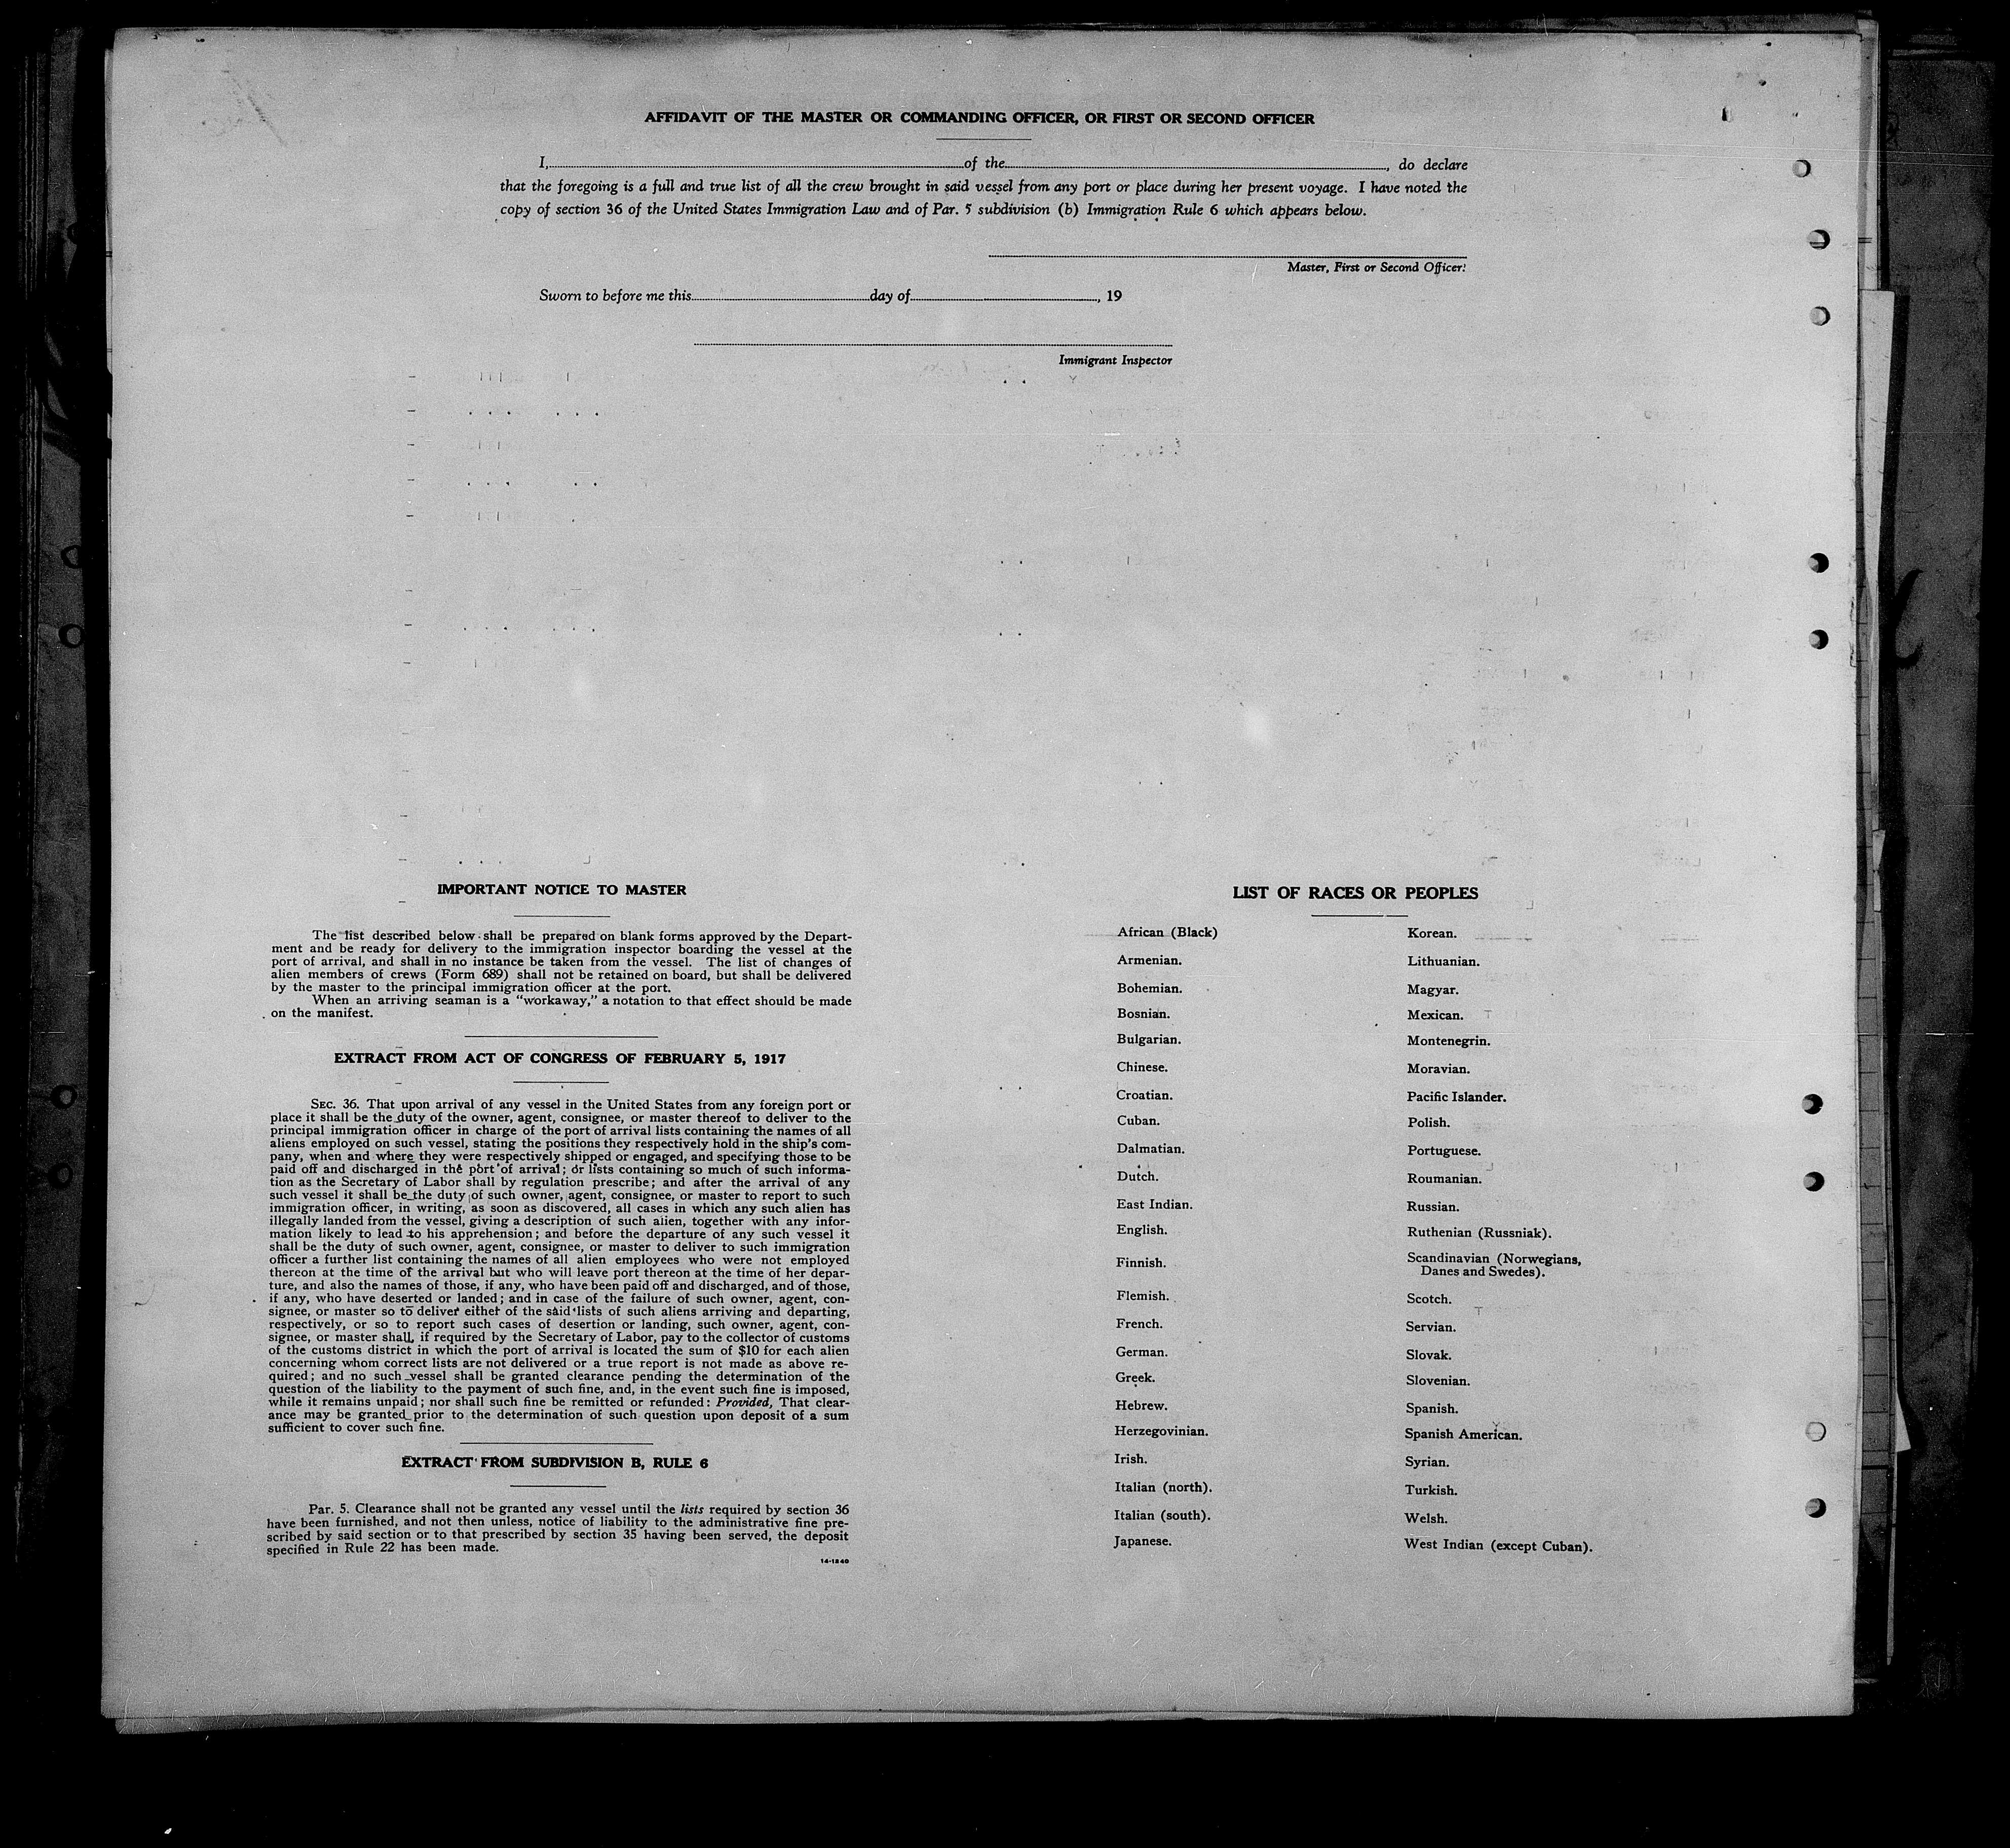 AFFIDAVIT OF THE MASTER OR COMMANDING OFFICER, OR FIRST OR SECOND OFFICER
I, of the , do declare
that the foregoing is a full and true list of all the crew brought in said vessel from any port or place during her present voyage. I have noted the
copy of section 36 of the United States Immigration Law and of Par. 5 subdivision (b) Immigration Rule 6 which appears below.
Master, First or Second Officer.
Sworn to before me this day of , 19
Immigrant Inspector
IMPORTANT NOTICE TO MASTER
The list described below shall be prepared on blank forms approved by the Depart-
ment and be ready for delivery to the immigration inspector boarding the vessel at the
port of arrival, and shall in no instance be taken from the vessel. The list of changes of
alien members of crews (Form 689) shall not be retained on board, but shall be delivered
by the master to the principal immigration officer at the port.
When an arriving seaman is a "workaway," a notation to that effect should be made
on the manifest.
EXTRACT FROM ACT OF CONGRESS OF FEBRUARY 5, 1917
SEC. 36. That upon arrival of any vessel in the United States from any foreign port or
place it shall be the duty of the owner, agent, consignee, or master thereof to deliver to the
principal immigration officer in charge of the port of arrival lists containing the names of all
aliens employed on such vessel, stating the positions they respectively hold in the ship's com-
pany, when and where they were respectively shipped or engaged, and specifying those to be
paid off and discharged in the port of arrival; or lists containing so much of such informa-
tion as the Secretary of Labor shall by regulation prescribe; and after the arrival of any
such vessel it shall be the duty of such owner, agent, consignee, or master to report to such
immigration officer, in writing, as soon as discovered, all cases in which any such alien has
illegally landed from the vessel, giving a description of such alien, together with any infor-
mation likely to lead to his apprehension; and before the departure of any such vessel it
shall be the duty of such owner, agent, consignee, or master to deliver to such immigration
officer a further list containing the names of all alien employees who were not employed
thereon at the time of the arrival but who will leave port thereon at the time of her depar-
ture, and also the names of those, if any, who have been paid off and discharged, and of those,
if any, who have deserted or landed; and in case of the failure of such owner, agent, con-
signee, or master so to deliver either of the said lists of such aliens arriving and departing,
respectively, or so to report such cases of desertion or landing, such owner, agent, con-
signee, or master shall, if required by the Secretary of Labor, pay to the collector of customs
of the customs district in which the port of arrival is located the sum of $10 for each alien
concerning whom correct lists are not delivered or a true report is not made as above re-
quired; and no such vessel shall be granted clearance pending the determination of the
question of the liability to the payment of such fine, and, in the event such fine is imposed,
while it remains unpaid; nor shall such fine be remitted or refunded: Provided, That clear-
ance may be granted prior to the determination of such question upon deposit of a sum
sufficient to cover such fine.
EXTRACT FROM SUBDIVISION B, RULE 6
Par. 5. Clearance shall not be granted any vessel until the lists required by section 36
have been furnished, and not then unless, notice of liability to the administrative fine pre-
scribed by said section or to that prescribed by section 35 having been served, the deposit
specified in Rule 22 has been made.
14-1240
LIST OF RACES OR PEOPLES
African (Black)
Armenian.
Bohemian.
Bosnian.
Bulgarian.
Chinese.
Croatian.
Cuban.
Dalmatian.
Dutch.
East Indian.
English.
Finnish.
Flemish.
French.
German.
Greek.
Hebrew.
Herzegovinian.
Irish.
Italian (north).
Italian (south).
Japanese.
Korean.
Lithuanian.
Magyar.
Mexican.
Montenegrin.
Moravian.
Pacific Islander.
Polish.
Portuguese.
Roumanian.
Russian.
Ruthenian (Russniak).
Scandinavian (Norwegians,
Danes and Swedes).
Scotch.
Servian.
Slovak.
Slovenian.
Spanish.
Spanish American.
Syrian.
Turkish.
Welsh.
West Indian (except Cuban).